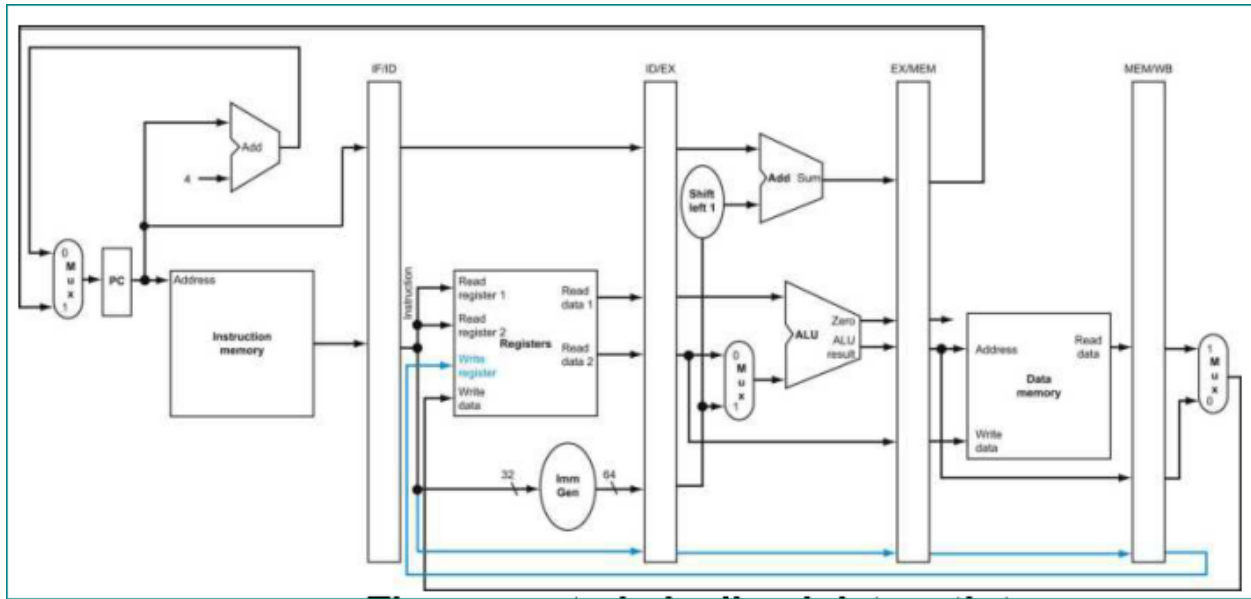 IF/ID
ID/EX
EX/MEM
MEM/WB
Add
4
Add Sum
Shift
left 1
0
M
u
x
1
PC
Address
Instruction
memory
Instruction
Read
register 1
Read
register 2
Write
register
Write
data
Registers
Read
data 1
Read
data 2
32
Imm
Gen
64
0
M
u
x
1
ALU
Zero
ALU
result
Address
Read
data
Data
memory
Write
data
1
M
u
x
0